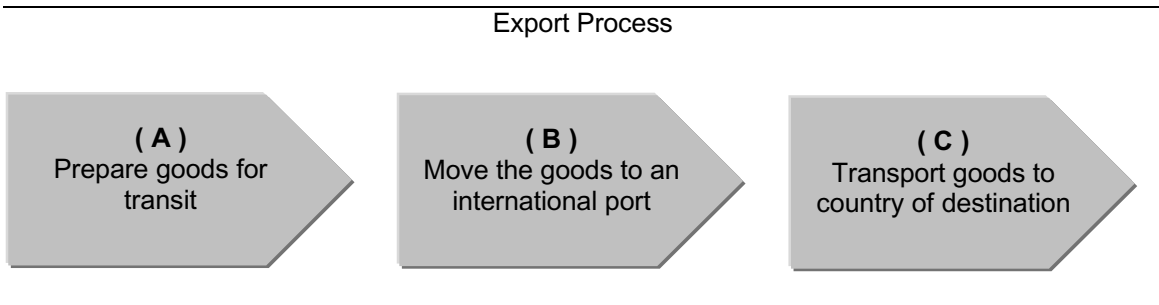 Export Process
( A )
Prepare goods for
transit
( B )
Move the goods to an
international port
( C )
Transport goods to
country of destination